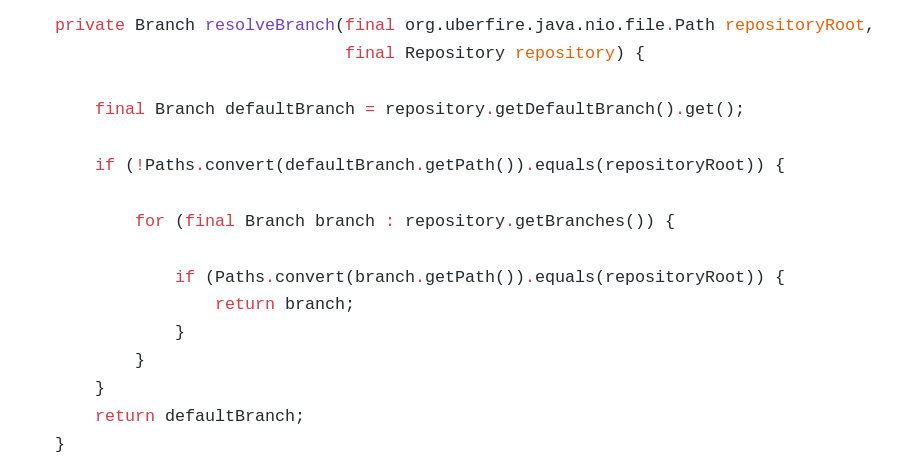 private Branch resolveBranch(final org.uberfire.java.nio.file.Path repositoryRoot,
                             final Repository repository) {

    final Branch defaultBranch = repository.getDefaultBranch().get();

    if (!Paths.convert(defaultBranch.getPath()).equals(repositoryRoot)) {

        for (final Branch branch : repository.getBranches()) {

            if (Paths.convert(branch.getPath()).equals(repositoryRoot)) {
                return branch;
            }
        }
    }
    return defaultBranch;
}